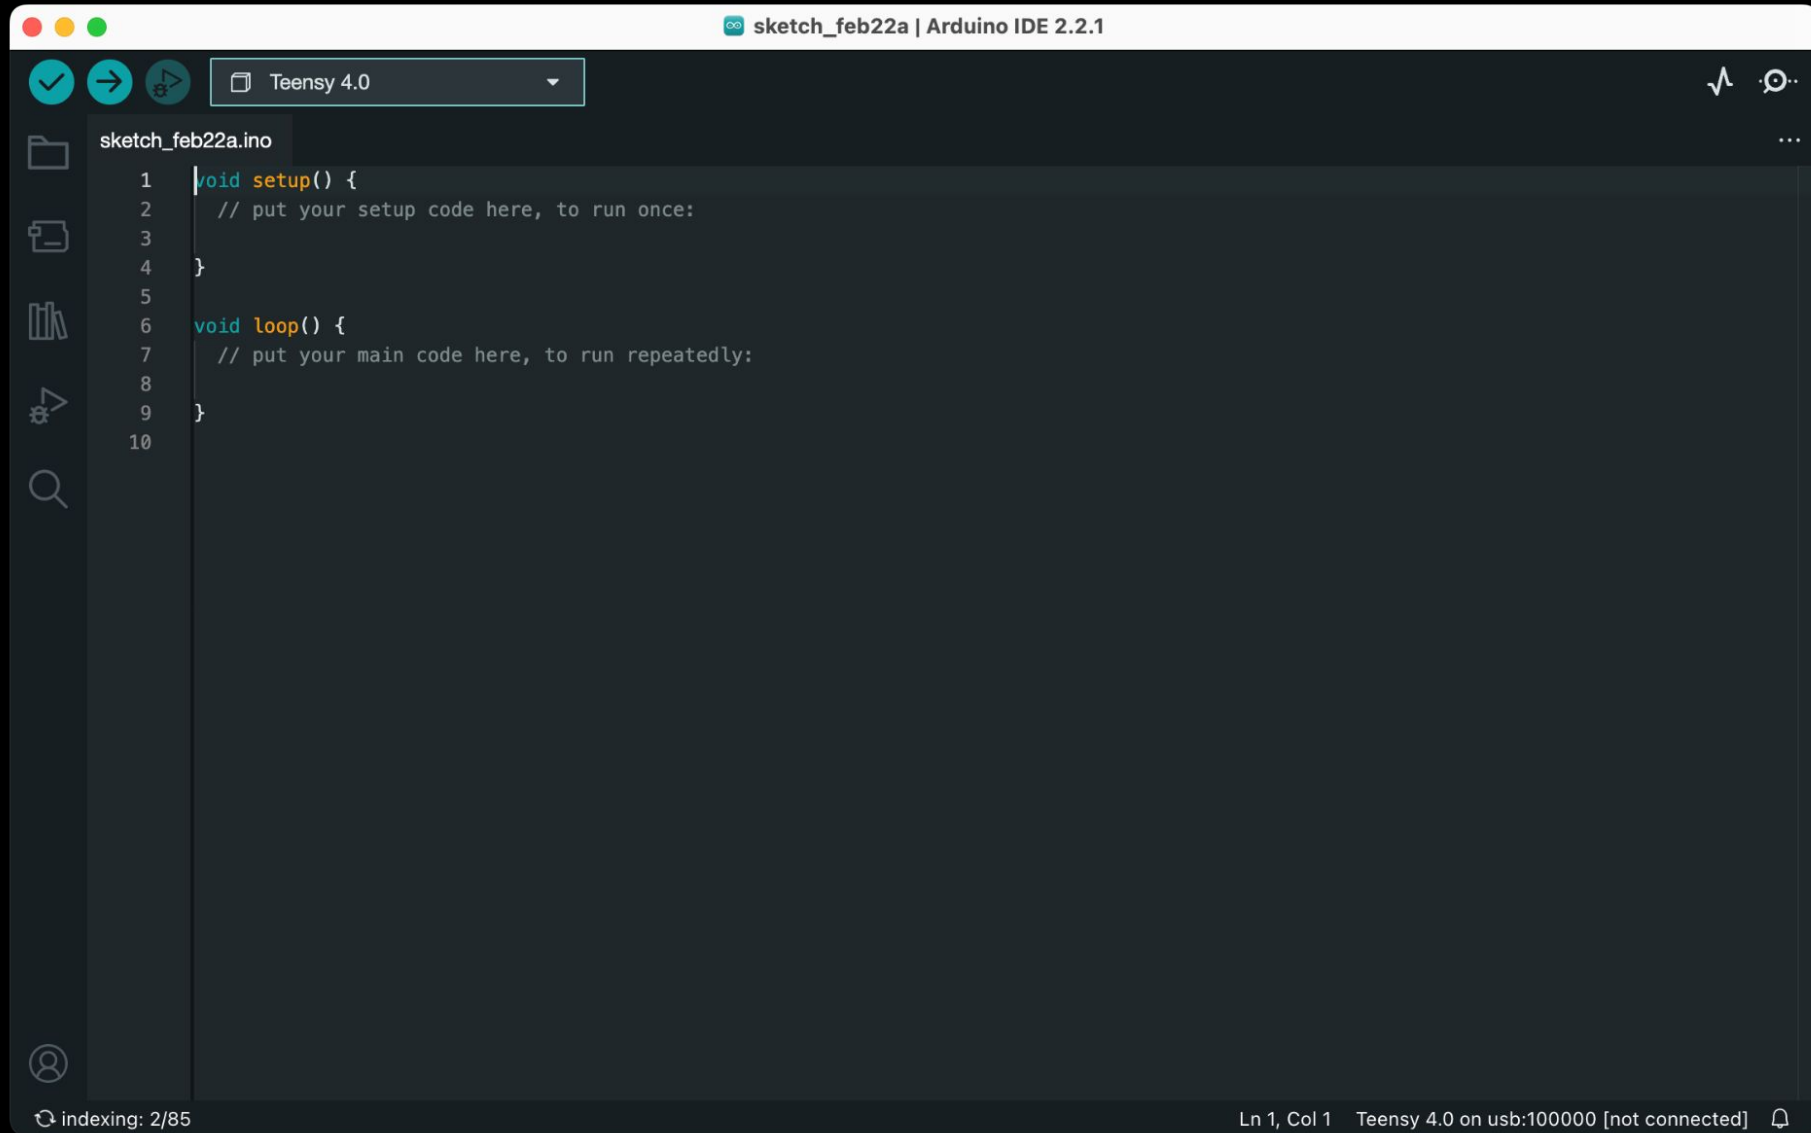 sketch_feb22a | Arduino IDE 2.2.1
Teensy 4.0
sketch_feb22a.ino
1 void setup() {
2 // put your setup code here, to run once:
3
4 }
5
6 void loop() {
7 // put your main code here, to run repeatedly:
8
9 }
10
indexing: 2/85 Ln 1, Col 1 Teensy 4.0 on usb:100000 [not connected]